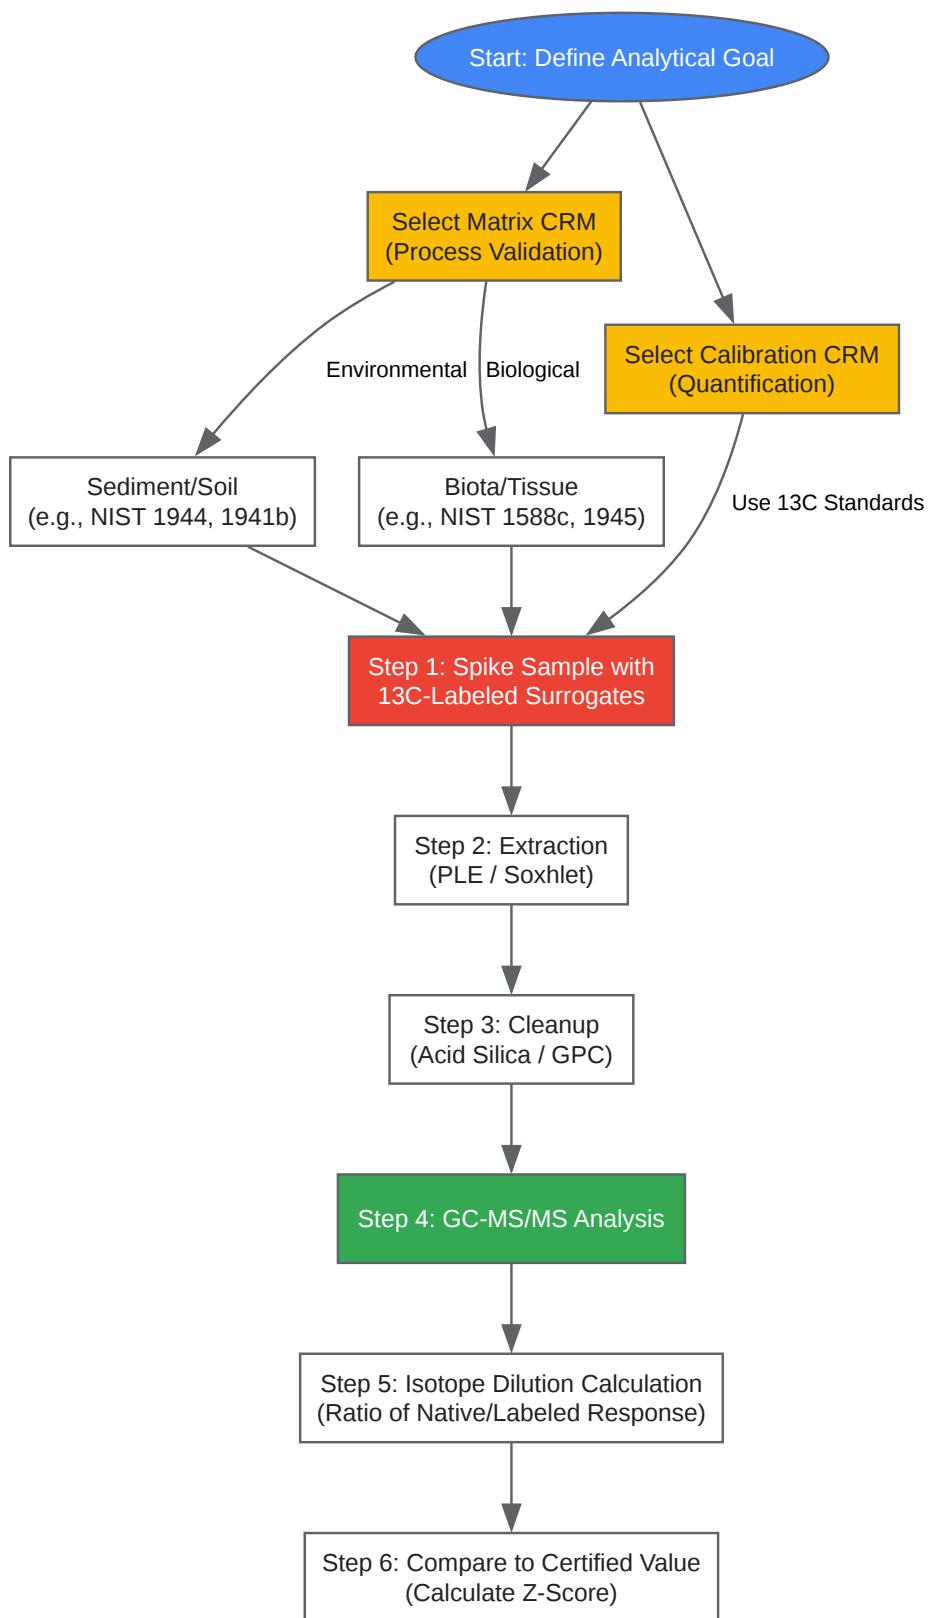 Start: Define Analytical Goal
Select Matrix CRM
(Process Validation)
Select Calibration CRM
(Quantification)
Environmental
Biological
Sediment/Soil
(e.g., NIST 1944, 1941b)
Biota/Tissue
(e.g., NIST 1588c, 1945)
Use 13C Standards
Step 1: Spike Sample with
13C-Labeled Surrogates
Step 2: Extraction
(PLE / Soxhlet)
Step 3: Cleanup
(Acid Silica / GPC)
Step 4: GC-MS/MS Analysis
Step 5: Isotope Dilution Calculation
(Ratio of Native/Labeled Response)
Step 6: Compare to Certified Value
(Calculate Z-Score)